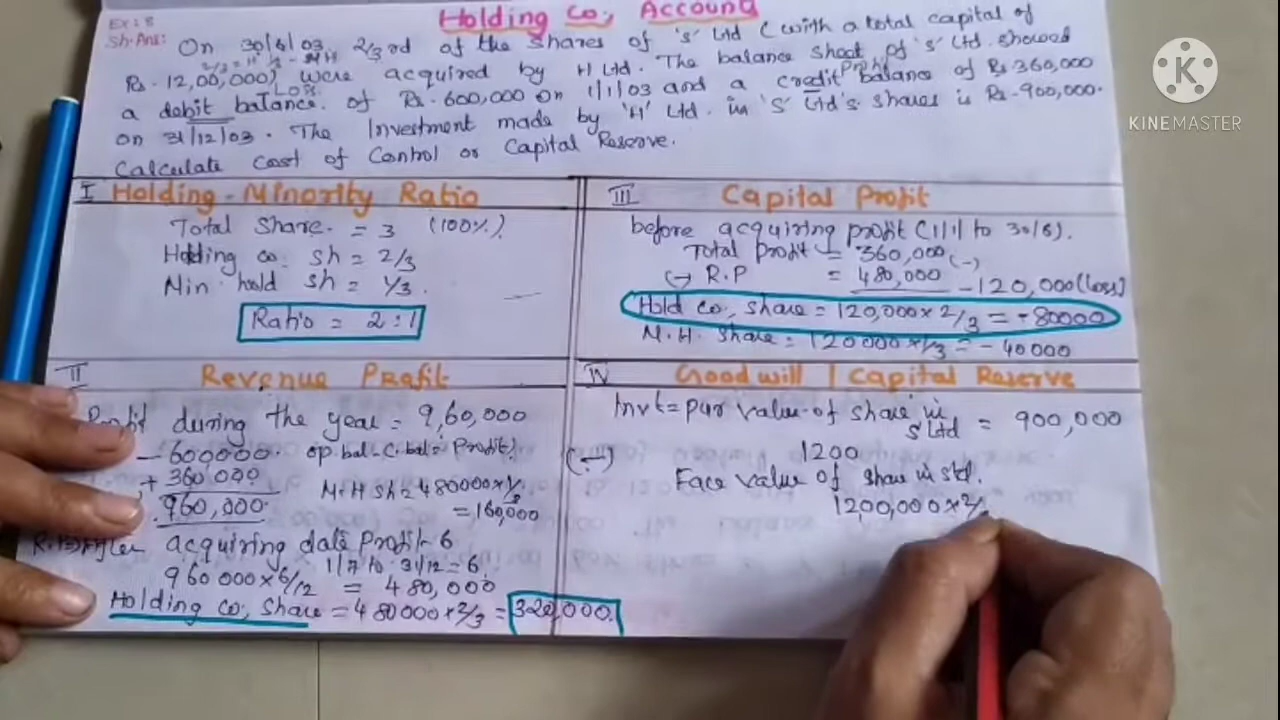 Holding Co, Account
Ex: 8
Sh. Ans:
On 30/6/03, 2/3 rd of the shares of 's' Ltd (with a total capital of
Rs. 12,00,000) were acquired by H Ltd. The balance sheet of 's' Ltd. showed
Loss
Profit
a debit balance of Rs. 600,000 on 1/1/03 and a credit balance of Rs 360,000
on 31/12/03. The Investment made by 'H' Ltd. in 'S' Ltd's shares is Rs. 900,000.
Calculate Cost of Control or Capital Reserve.
I Holding-Minority Ratio
Total Share = 3 (100%)
Holding co. sh = 2/3
Min. hold sh = 1/3
Ratio = 2:1
II Revenue Profit
Profit during the year = 9,60,000
- 600000. op. bal - C. bal = Profit
+ 360 000
960,000
M.H Sh = 480000 x 1/3
= 160,000
After acquiring date Profit 6
1/7 to 31/12 = 6
960 000 x 6/12 = 480,000
Holding co, Share = 480000 x 2/3 = 320,000.
III Capital Profit
before acquiring profit (1/1 to 30/6).
Total Profit = 360,000 (-)
(-) R.P = 480,000 - 120,000 (loss)
Hold co, share = 120,000 x 2/3 = -80000
M.H. share = 120000 x 1/3 = - 40000
IV Goodwill / Capital Reserve
Invt = pur value of share in
S Ltd = 900,000
1200
(-) Face value of share in s td.
1200,000 x 2/
KINEMASTER